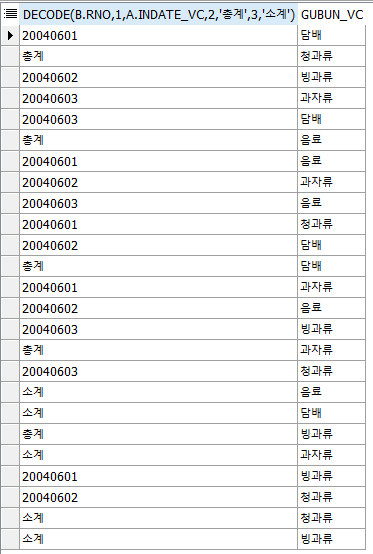 DECODE(B.RNO,1,A.INDATE_VC,2,'총계',3,'소계') GUBUN_VC
20040601 담배
총계 청과류
20040602 빙과류
20040603 과자류
20040603 담배
총계 음료
20040601 음료
20040602 과자류
20040603 음료
20040601 청과류
20040602 담배
총계 담배
20040601 과자류
20040602 음료
20040603 빙과류
총계 과자류
20040603 청과류
소계 음료
소계 담배
총계 빙과류
소계 과자류
20040601 빙과류
20040602 청과류
소계 청과류
소계 빙과류